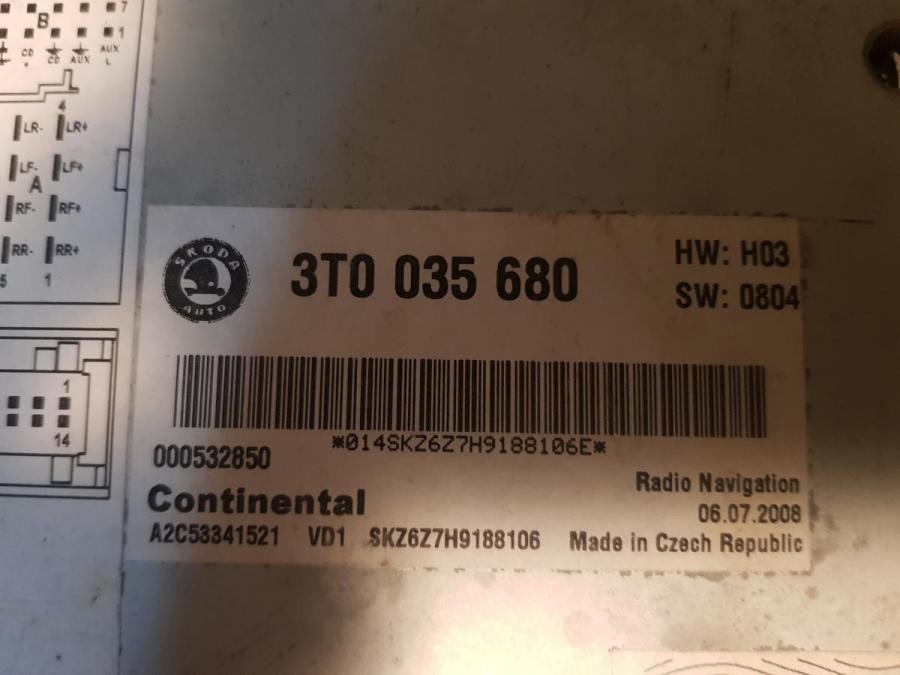 7
B
1
CD
+
CD
AUX
AUX
L
4
LR- LR+
LF- LF+
A
RF- RF+
RR- RR+
5 1
1
14
SKODA
AUTO
3T0 035 680
HW: H03
SW: 0804
*014SKZ6Z7H9188106E*
000532850
Continental
Radio Navigation
06.07.2008
A2C53341521 VD1 SKZ6Z7H9188106 Made in Czech Republic